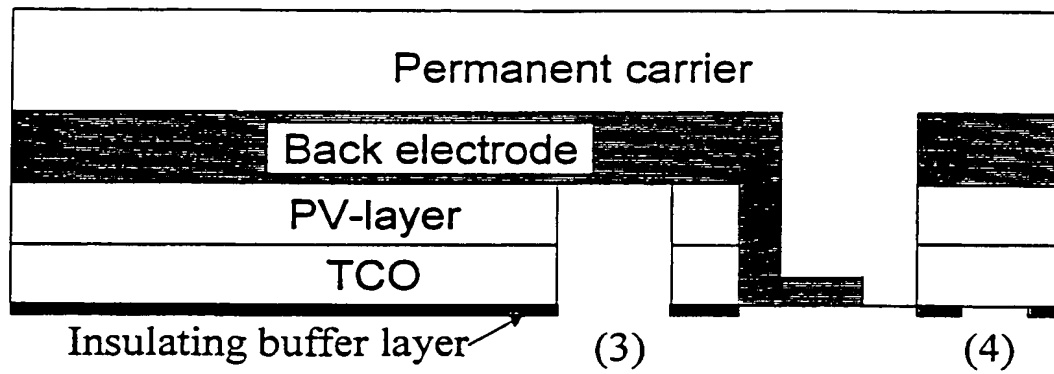 Permanent carrier
Back electrode
PV-layer
TCO
Insulating buffer layer
(3)
(4)